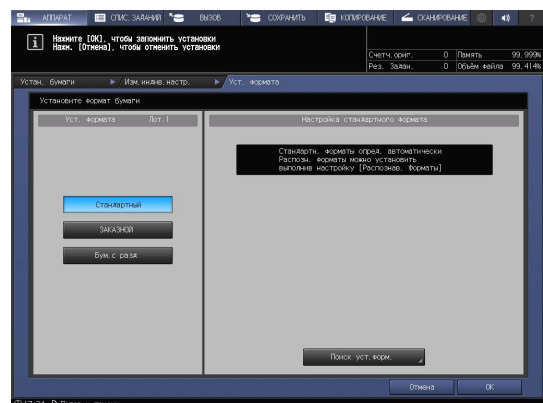 АППАРАТ СПИС. ЗАДАНИЙ ВЫЗОВ СОХРАНИТЬ КОПИРОВАНИЕ СКАНИРОВАНИЕ ?
Нажмите [OK], чтобы запомнить установки
Нажм. [Отмена], чтобы отменить установки
Счетч.ориг. 0 Память 99.999%
Рез. Задан. 0 Объём файла 99.414%
Устан. бумаги Изм.индив.настр. Уст. формата
Установите формат бумаги
Уст. формата Лот.1
Настройка стандартного формата
Стандартн. форматы опред. автоматически
Распозн. форматы можно установить
выполнив настройку [Распознав. Форматы]
Стандартный
ЗАКАЗНОЙ
Бум.с разд
Поиск уст.форм.
Отмена OK